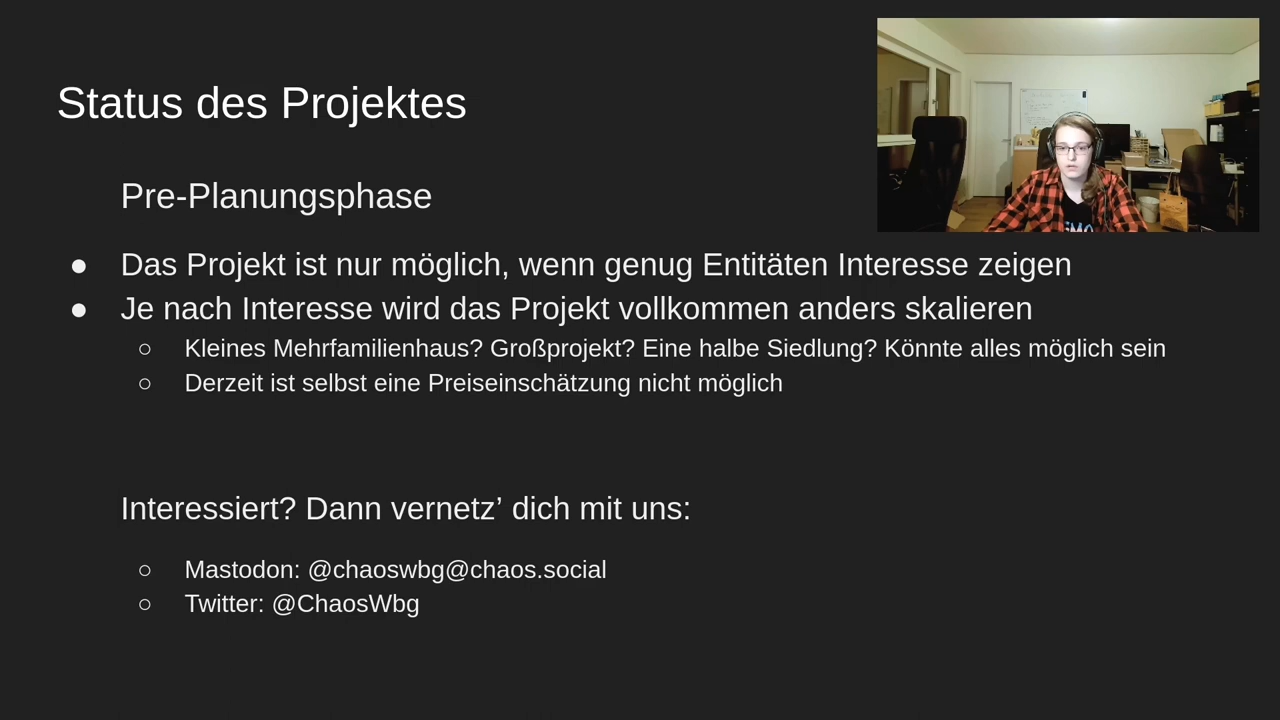 Status des Projektes
Pre-Planungsphase
● Das Projekt ist nur möglich, wenn genug Entitäten Interesse zeigen
● Je nach Interesse wird das Projekt vollkommen anders skalieren
○ Kleines Mehrfamilienhaus? Großprojekt? Eine halbe Siedlung? Könnte alles möglich sein
○ Derzeit ist selbst eine Preiseinschätzung nicht möglich
Interessiert? Dann vernetz’ dich mit uns:
○ Mastodon: @chaoswbg@chaos.social
○ Twitter: @ChaosWbg